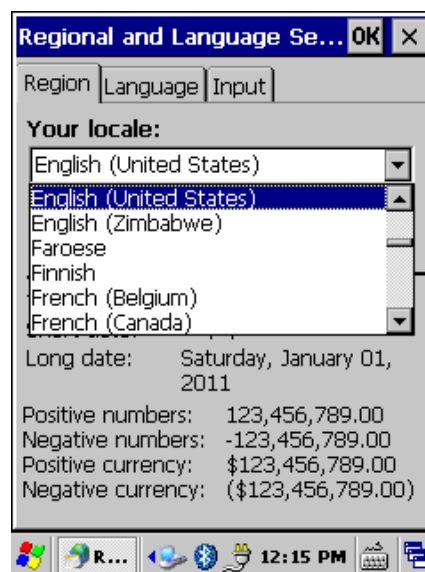 Regional and Language Se... OK ×
Region Language Input
Your locale:
English (United States)
English (United States)
English (Zimbabwe)
Faroese
Finnish
French (Belgium)
French (Canada)
Long date: Saturday, January 01,
2011
Positive numbers: 123,456,789.00
Negative numbers: -123,456,789.00
Positive currency: $123,456,789.00
Negative currency: ($123,456,789.00)
R... 12:15 PM